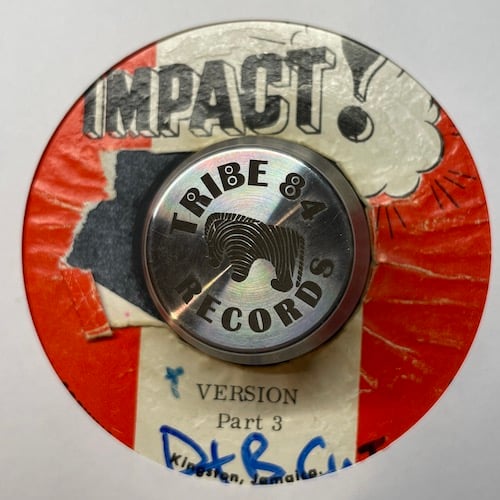 IMPACT!
TRIBE 84
RECORDS
VERSION
Part 3
Kingston, Jamaica.